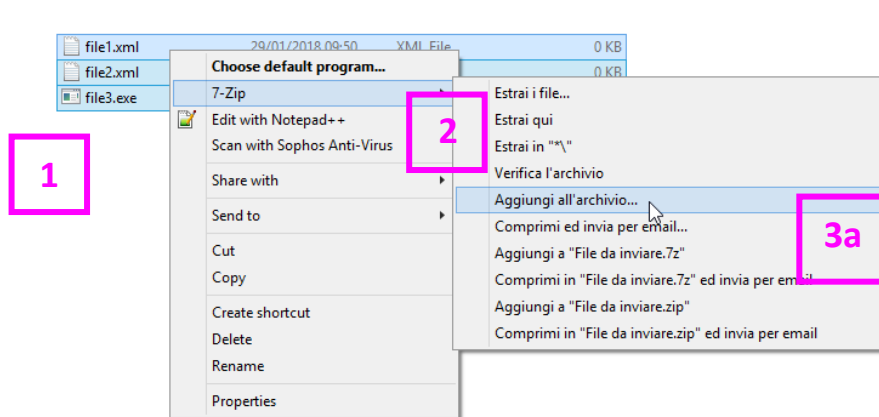 file1.xml 29/01/2018 09:50 XML File 0 KB
file2.xml 0 KB
file3.exe
Choose default program...
7-Zip
Edit with Notepad++
Scan with Sophos Anti-Virus
Share with
Send to
Cut
Copy
Create shortcut
Delete
Rename
Properties
Estrai i file...
Estrai qui
Estrai in "*\"
Verifica l'archivio
Aggiungi all'archivio...
Comprimi ed invia per email...
Aggiungi a "File da inviare.7z"
Comprimi in "File da inviare.7z" ed invia per email
Aggiungi a "File da inviare.zip"
Comprimi in "File da inviare.zip" ed invia per email
1
2
3a